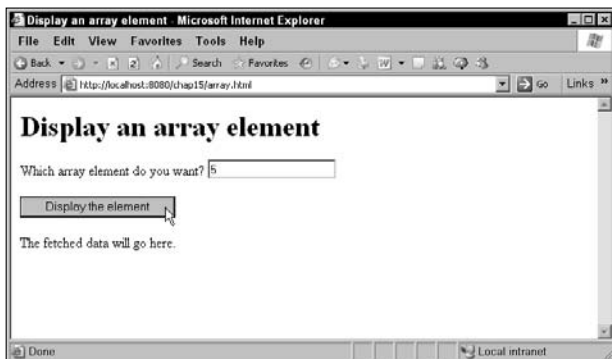 Display an array element - Microsoft Internet Explorer
File Edit View Favorites Tools Help
Back Search Favorites
Address http://localhost:8080/chap15/array.html Go Links »
Display an array element
Which array element do you want? 5
Display the element
The fetched data will go here.
Done Local intranet